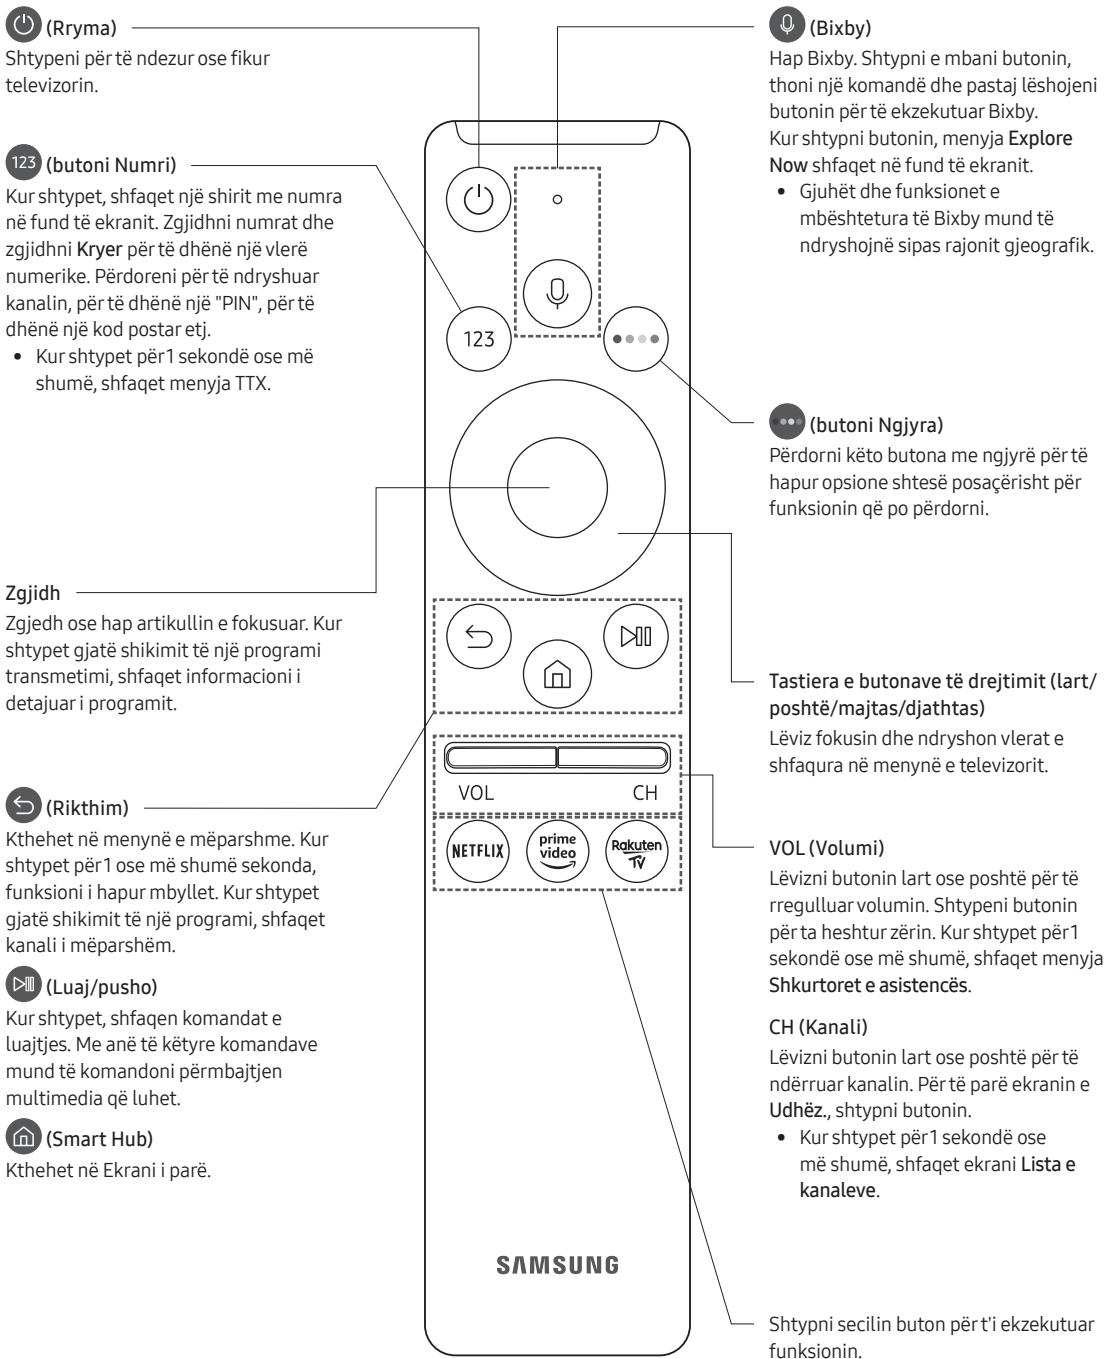 (Rryma)
Shtypeni për të ndezur ose fikur
televizorin.
123 (butoni Numri)
Kur shtypet, shfaqet një shirit me numra
në fund të ekranit. Zgjidhni numrat dhe
zgjidhni Kryer për të dhënë një vlerë
numerike. Përdoreni për të ndryshuar
kanalin, për të dhënë një "PIN", për të
dhënë një kod postar etj.
• Kur shtypet për 1 sekondë ose më
shumë, shfaqet menyja TTX.
Zgjidh
Zgjedh ose hap artikullin e fokusuar. Kur
shtypet gjatë shikimit të një programi
transmetimi, shfaqet informacioni i
detajuar i programit.
(Rikthim)
Kthehet në menynë e mëparshme. Kur
shtypet për 1 ose më shumë sekonda,
funksioni i hapur mbyllet. Kur shtypet
gjatë shikimit të një programi, shfaqet
kanali i mëparshëm.
(Luaj/pusho)
Kur shtypet, shfaqen komandat e
luajtjes. Me anë të këtyre komandave
mund të komandoni përmbajtjen
multimedia që luhet.
(Smart Hub)
Kthehet në Ekrani i parë.
123
VOL CH
NETFLIX
prime
video
Rakuten
TV
SAMSUNG
(Bixby)
Hap Bixby. Shtypni e mbani butonin,
thoni një komandë dhe pastaj lëshojeni
butonin për të ekzekutuar Bixby.
Kur shtypni butonin, menyja Explore
Now shfaqet në fund të ekranit.
• Gjuhët dhe funksionet e
mbështetura të Bixby mund të
ndryshojnë sipas rajonit gjeografik.
(butoni Ngjyra)
Përdorni këto butona me ngjyrë për të
hapur opsione shtesë posaçërisht për
funksionin që po përdorni.
Tastiera e butonave të drejtimit (lart/
poshtë/majtas/djathtas)
Lëviz fokusin dhe ndryshon vlerat e
shfaqura në menynë e televizorit.
VOL (Volumi)
Lëvizni butonin lart ose poshtë për të
rregulluar volumin. Shtypeni butonin
për ta heshtur zërin. Kur shtypet për 1
sekondë ose më shumë, shfaqet menyja
Shkurtoret e asistencës.
CH (Kanali)
Lëvizni butonin lart ose poshtë për të
ndërruar kanalin. Për të parë ekranin e
Udhëz., shtypni butonin.
• Kur shtypet për 1 sekondë ose
më shumë, shfaqet ekrani Lista e
kanaleve.
Shtypni secilin buton për t'i ekzekutuar
funksionin.